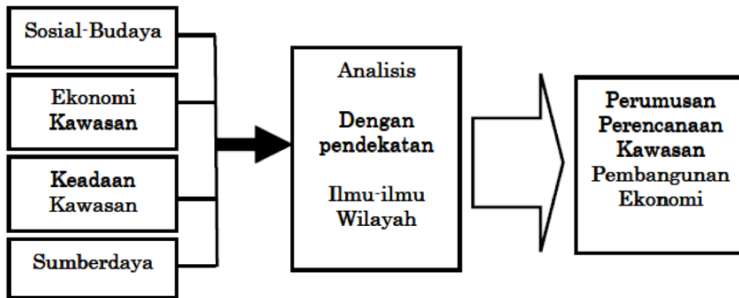 Sosial-Budaya
Ekonomi
Kawasan
Keadaan
Kawasan
Sumberdaya
Analisis
Dengan
pendekatan
Ilmu-ilmu
Wilayah
Perumusan
Perencanaan
Kawasan
Pembangunan
Ekonomi